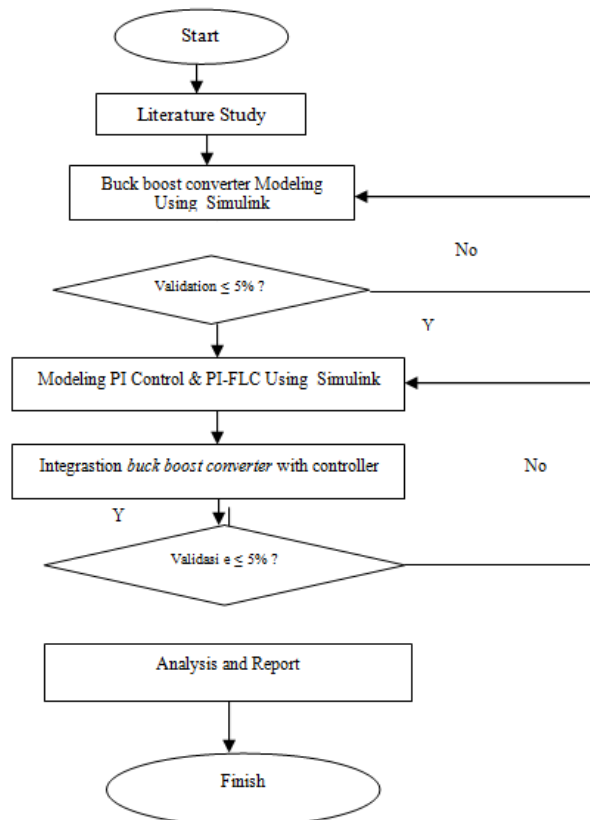 Start
Literature Study
Buck boost converter Modeling
Using Simulink
No
Validation ≤ 5% ?
Y
Modeling PI Control & PI-FLC Using Simulink
Integrastion buck boost converter with controller
No
Y
Validasi e ≤ 5% ?
Analysis and Report
Finish